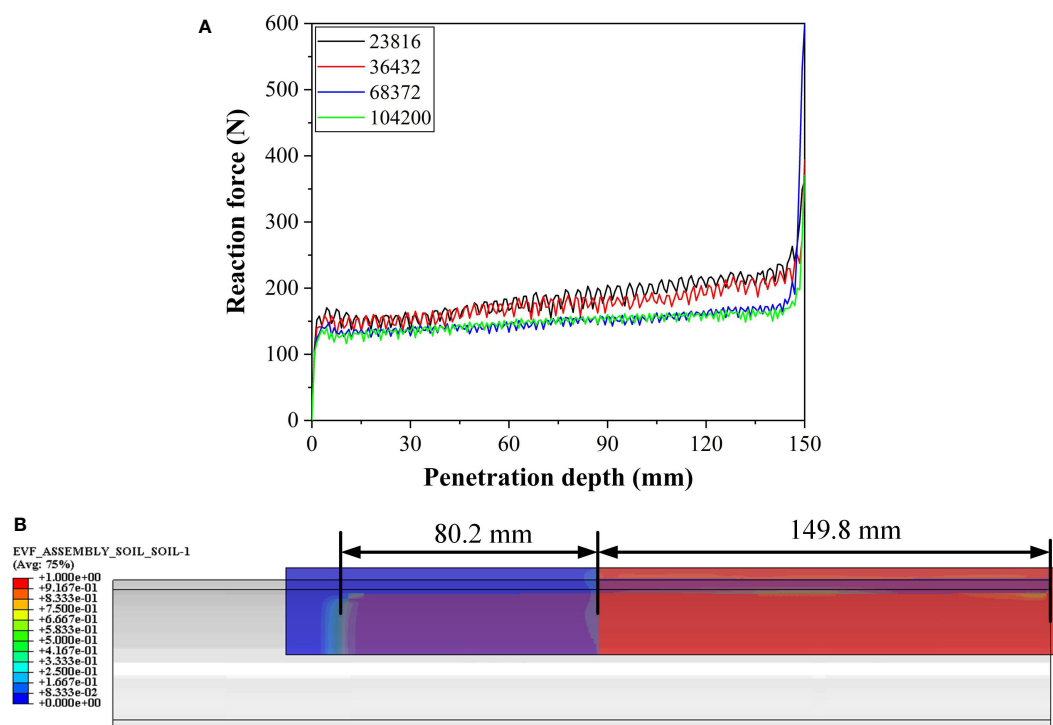 A
600
500
400
300
200
100
0
23816
36432
68372
104200
Reaction force (N)
0 30 60 90 120 150
Penetration depth (mm)
B
80.2 mm
149.8 mm
EVF_ASSEMBLY_SOIL_SOIL-1
(Avg: 75%)
+1.000e+00
+9.167e-01
+8.333e-01
+7.500e-01
+6.667e-01
+5.833e-01
+5.000e-01
+4.167e-01
+3.333e-01
+2.500e-01
+1.667e-01
+8.333e-02
+0.000e+00